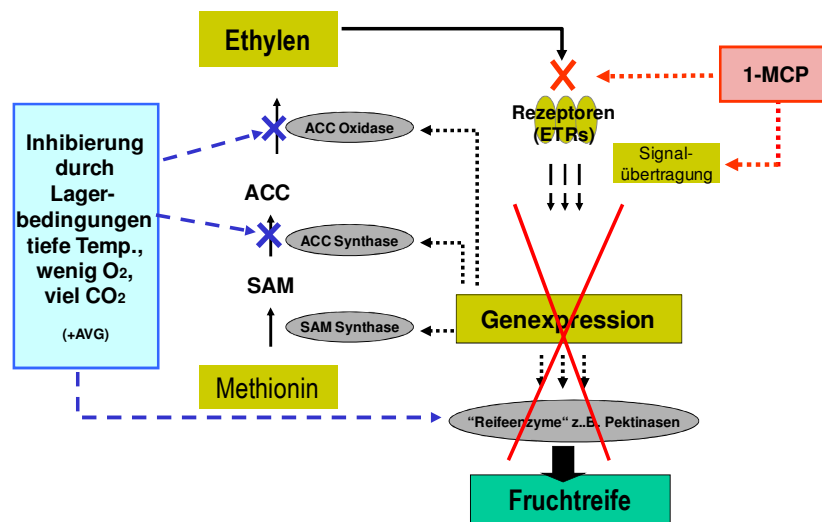 Ethylen
1-MCP
Rezeptoren
(ETRs)
Signal-
übertragung
Inhibierung
durch
Lager-
bedingungen
tiefe Temp.,
wenig O₂,
viel CO₂
(+AVG)
ACC Oxidase
ACC
ACC Synthase
SAM
SAM Synthase
Methionin
Genexpression
"Reifeenzyme“ z..B. Pektinasen
Fruchtreife